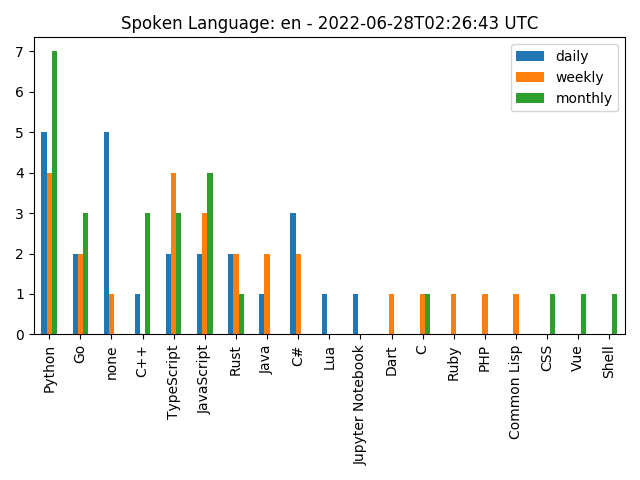 Spoken Language: en - 2022-06-28T02:26:43 UTC
daily
weekly
monthly
7
6
5
4
3
2
1
0
Python
Go
none
C++
TypeScript
JavaScript
Rust
Java
C#
Lua
Jupyter Notebook
Dart
C
Ruby
PHP
Common Lisp
CSS
Vue
Shell